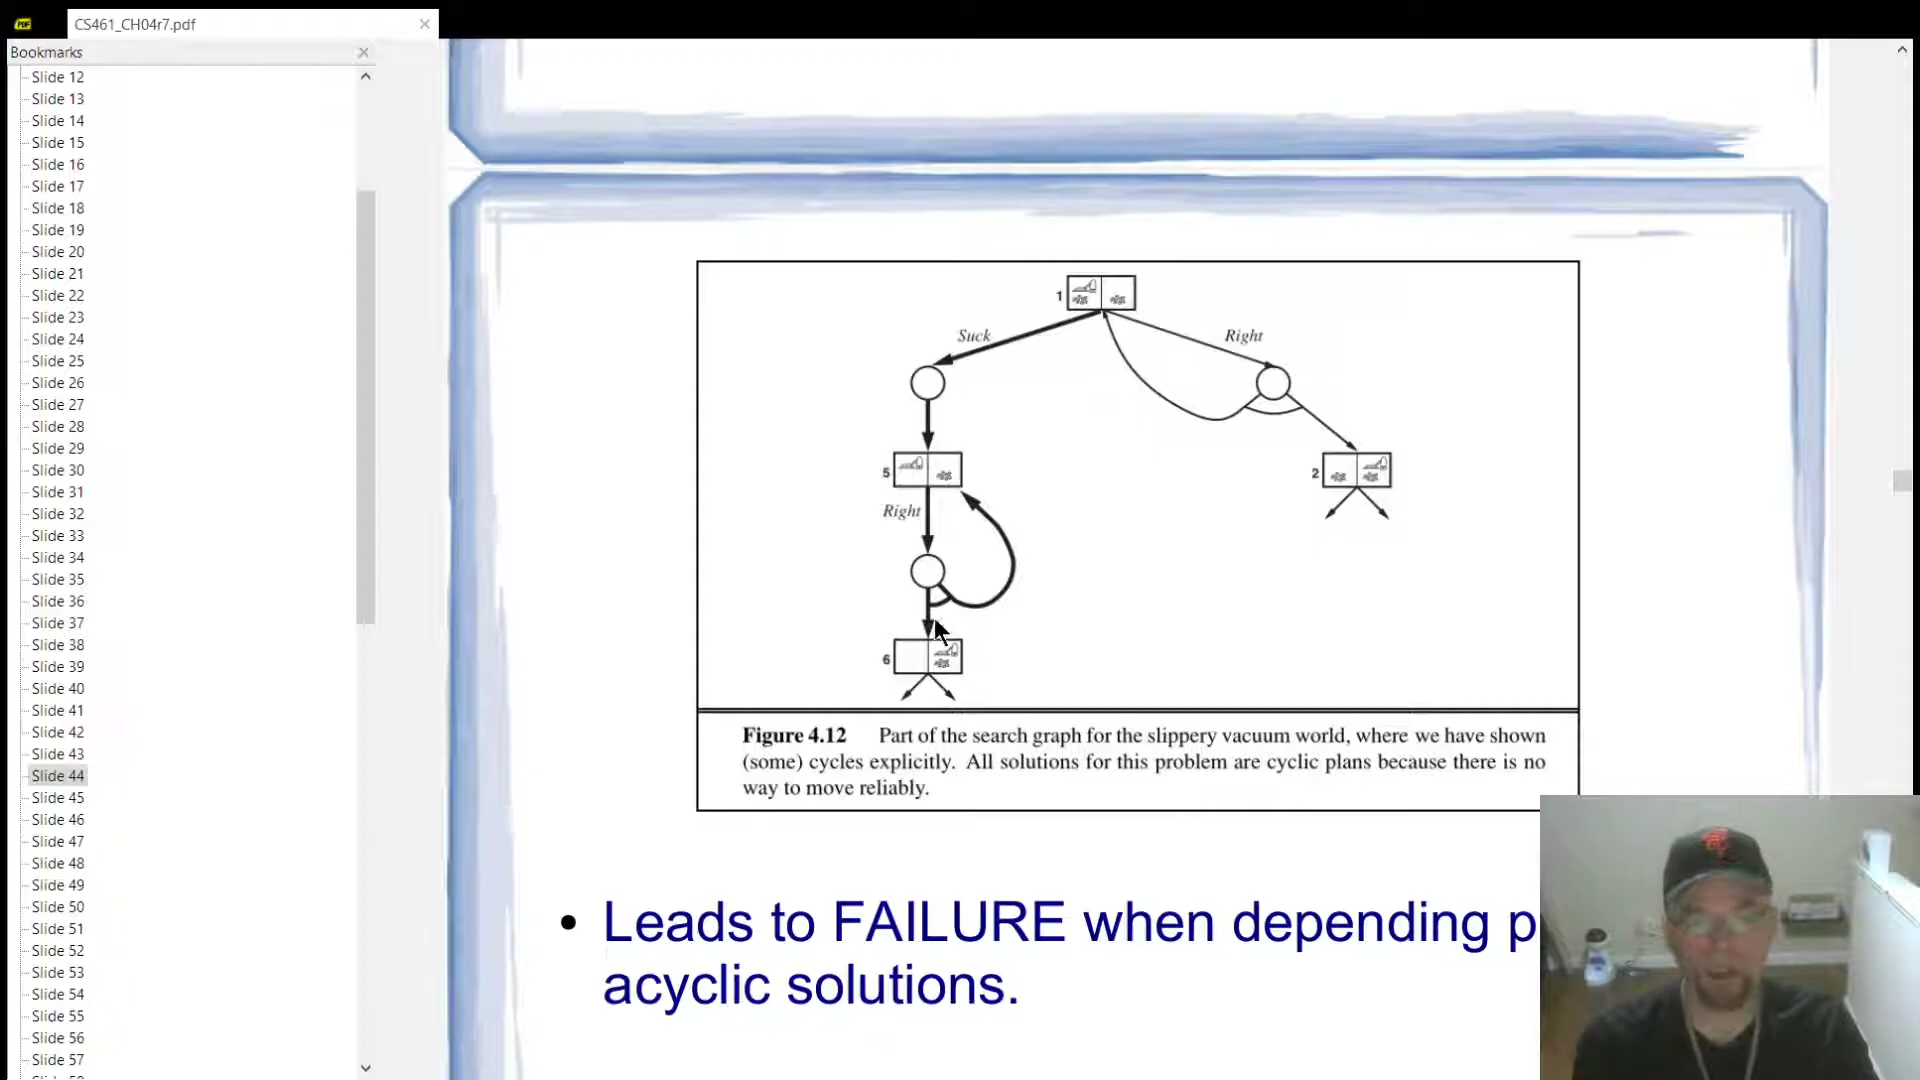 PDF
CS461_CH04r7.pdf
Bookmarks
Slide 12
Slide 13
Slide 14
Slide 15
Slide 16
Slide 17
Slide 18
Slide 19
Slide 20
Slide 21
Slide 22
Slide 23
Slide 24
Slide 25
Slide 26
Slide 27
Slide 28
Slide 29
Slide 30
Slide 31
Slide 32
Slide 33
Slide 34
Slide 35
Slide 36
Slide 37
Slide 38
Slide 39
Slide 40
Slide 41
Slide 42
Slide 43
Slide 44
Slide 45
Slide 46
Slide 47
Slide 48
Slide 49
Slide 50
Slide 51
Slide 52
Slide 53
Slide 54
Slide 55
Slide 56
Slide 57
1
Suck
Right
5
2
Right
6
Figure 4.12 Part of the search graph for the slippery vacuum world, where we have shown
(some) cycles explicitly. All solutions for this problem are cyclic plans because there is no
way to move reliably.
• Leads to FAILURE when depending p
acyclic solutions.